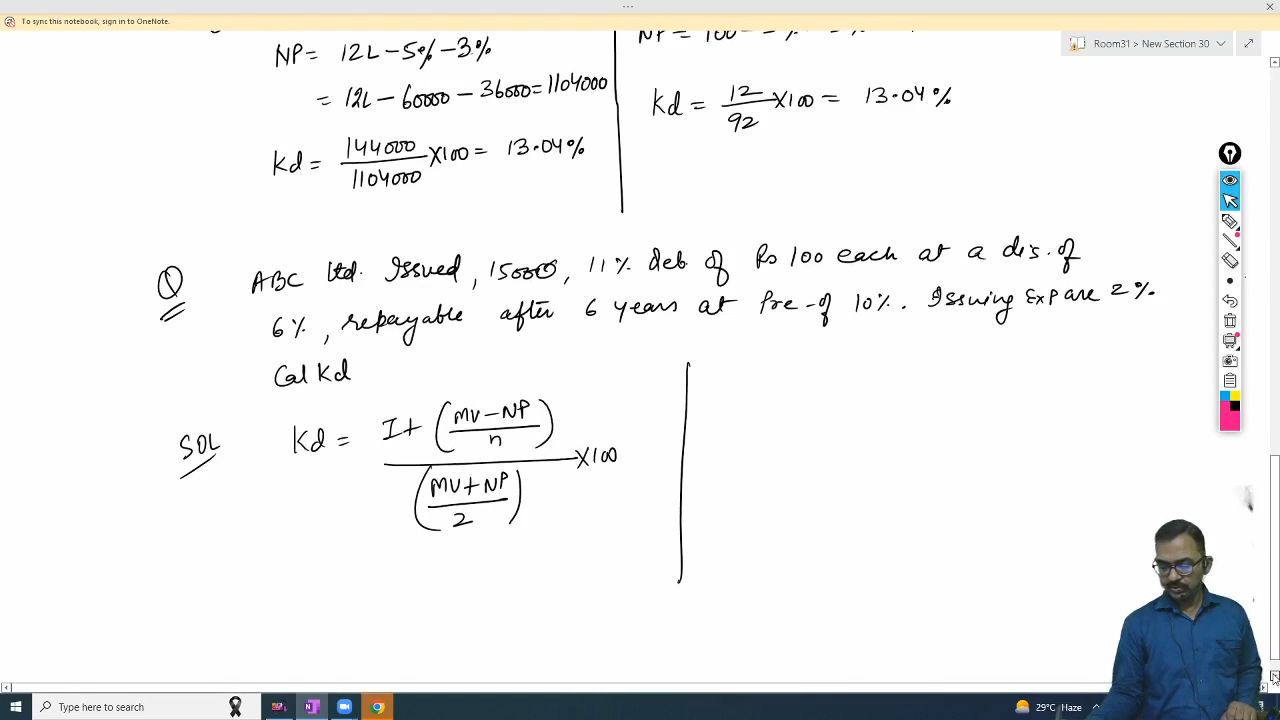 To sync this notebook, sign in to OneNote.
Room31 > New Section 30
NP = 12L - 5% - 3%
= 12L - 60000 - 36000 = 1104000
Kd = 144000 / 1104000 X100 = 13.04%
NP = 100
Kd = 12 / 92 X100 = 13.04%
Q ABC Ltd. Issued, 15000, 11% deb of Rs 100 each at a dis. of
6%, repayable after 6 years at Pre - of 10%. Issuing Exp are 2%
Cal Kd
SOL Kd = I + (MV - NP / n) / (MV + NP / 2) X100
Type here to search
29°C Haze